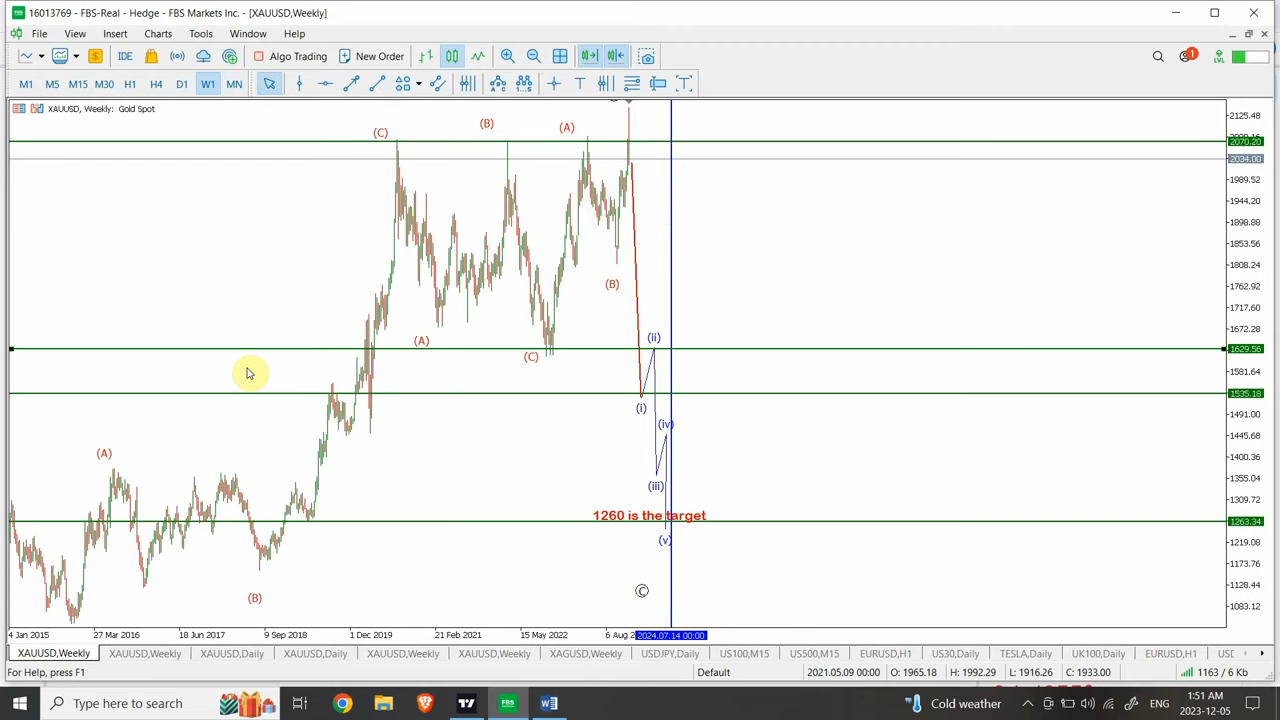 16013769 - FBS-Real - Hedge - FBS Markets Inc. - [XAUUSD,Weekly]
File View Insert Charts Tools Window Help
IDE Algo Trading New Order 1 LVL
M1 M5 M15 M30 H1 H4 D1 W1 MN
XAUUSD, Weekly: Gold Spot
2125.48
2070.20
2034.00
1989.52
1944.20
1898.88
1853.56
1808.24
1762.92
1717.60
1672.28
1629.56
1581.64
1535.18
1491.00
1445.68
1400.36
1355.04
1309.72
1263.34
1219.08
1173.76
1128.44
1083.12
(C) (B) (A)
(B)
(A) (C) (ii)
(i)
(A) (iv)
(iii)
1260 is the target
(v)
(B) C
4 Jan 2015 27 Mar 2016 18 Jun 2017 9 Sep 2018 1 Dec 2019 21 Feb 2021 15 May 2022 6 Aug 2024.07.14 00:00
XAUUSD,Weekly XAUUSD,Weekly XAUUSD,Daily XAUUSD,Daily XAUUSD,Weekly XAUUSD,Weekly XAGUSD,Weekly USDJPY,Daily US100,M15 US500,M15 EURUSD,H1 US30,Daily TESLA,Daily UK100,Daily EURUSD,H1
For Help, press F1 Default 2021.05.09 00:00 O: 1965.18 H: 1992.29 L: 1916.26 C: 1933.00 1163 / 6 Kb
Type here to search FBS Cold weather ENG 1:51 AM
2023-12-05